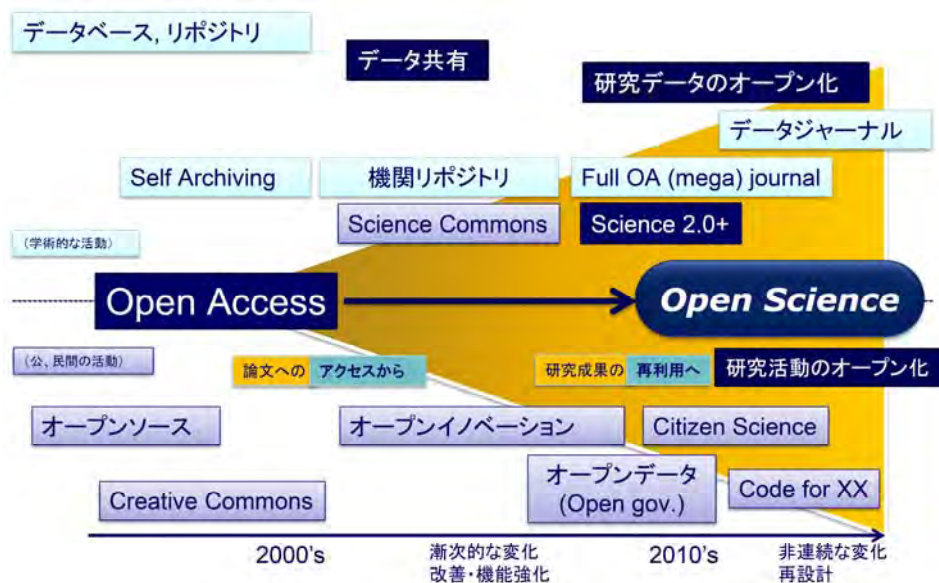 データベース, リポジトリ
データ共有
研究データのオープン化
データジャーナル
Self Archiving
機関リポジトリ
Full OA (mega) journal
Science Commons
Science 2.0+
(学術的な活動)
Open Access
Open Science
(公、民間の活動)
論文への アクセスから
研究成果の 再利用へ
研究活動のオープン化
オープンソース
オープンイノベーション
Citizen Science
オープンデータ
(Open gov.)
Creative Commons
Code for XX
2000's
漸次的な変化
改善・機能強化
2010's
非連続な変化
再設計